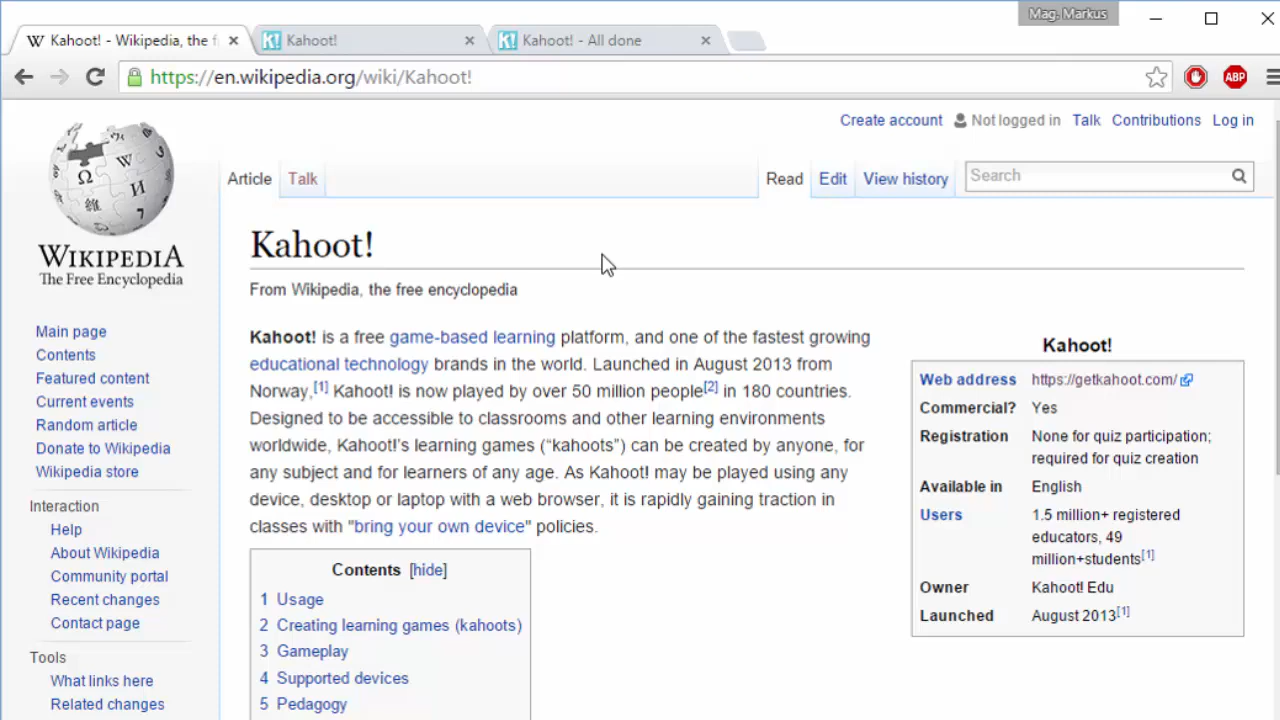 Mag. Markus
Kahoot! - Wikipedia, the f
Kahoot!
Kahoot! - All done
https://en.wikipedia.org/wiki/Kahoot!
ABP
Create account
Not logged in
Talk
Contributions
Log in
WIKIPEDIA
The Free Encyclopedia
Article
Talk
Read
Edit
View history
Search
Kahoot!
From Wikipedia, the free encyclopedia
Kahoot! is a free game-based learning platform, and one of the fastest growing
educational technology brands in the world. Launched in August 2013 from
Norway,[1] Kahoot! is now played by over 50 million people[2] in 180 countries.
Designed to be accessible to classrooms and other learning environments
worldwide, Kahoot!'s learning games (“kahoots”) can be created by anyone, for
any subject and for learners of any age. As Kahoot! may be played using any
device, desktop or laptop with a web browser, it is rapidly gaining traction in
classes with "bring your own device" policies.
Kahoot!
Web address https://getkahoot.com/
Commercial? Yes
Registration None for quiz participation;
required for quiz creation
Available in English
Users 1.5 million+ registered
educators, 49
million+students[1]
Owner Kahoot! Edu
Launched August 2013[1]
Contents [hide]
1 Usage
2 Creating learning games (kahoots)
3 Gameplay
4 Supported devices
5 Pedagogy
Main page
Contents
Featured content
Current events
Random article
Donate to Wikipedia
Wikipedia store
Interaction
Help
About Wikipedia
Community portal
Recent changes
Contact page
Tools
What links here
Related changes